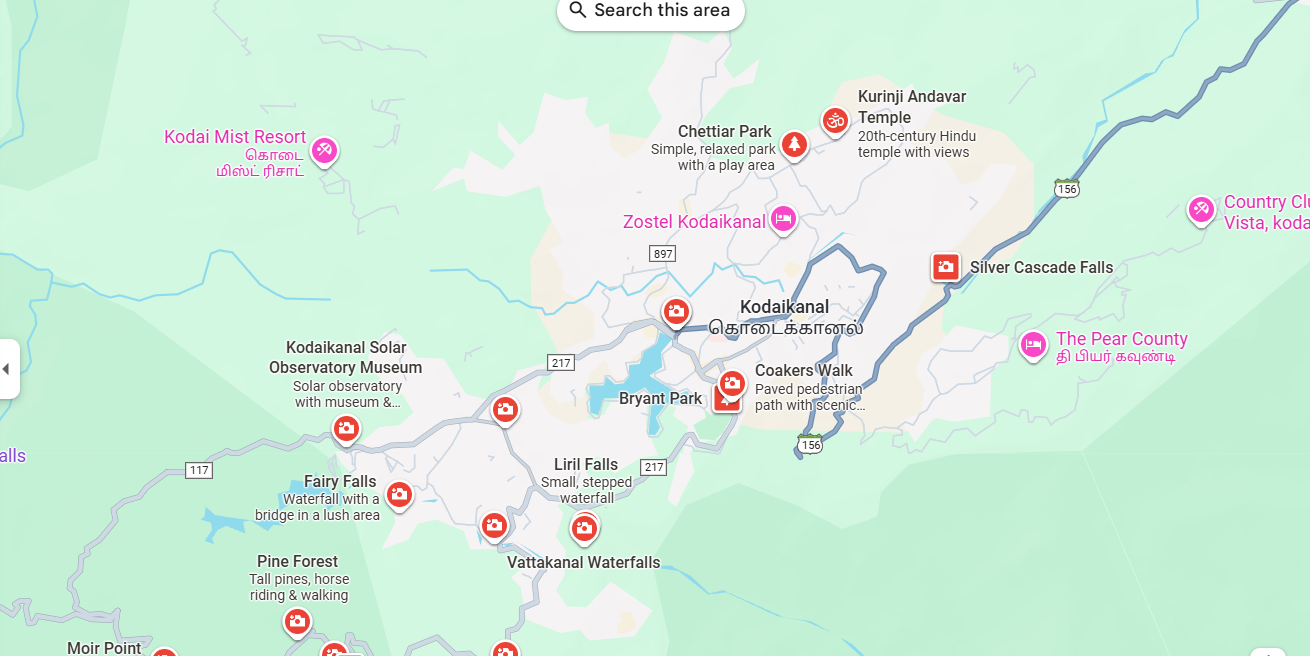 Search this area
Kurinji Andavar
Temple
20th-century Hindu
temple with views
Chettiar Park
Simple, relaxed park
with a play area
Kodai Mist Resort
கொடை
மிஸ்ட் ரிசாட்
156
Country Clu
Vista, koda
Zostel Kodaikanal
897
Silver Cascade Falls
Kodaikanal
கொடைக்கானல்
The Pear County
தி பியர் கவுண்டி
Kodaikanal Solar
Observatory Museum
Solar observatory
with museum &...
217
Coakers Walk
Paved pedestrian
path with scenic...
Bryant Park
156
alls
117
Liril Falls
Small, stepped
waterfall
217
Fairy Falls
Waterfall with a
bridge in a lush area
Vattakanal Waterfalls
Pine Forest
Tall pines, horse
riding & walking
Moir Point